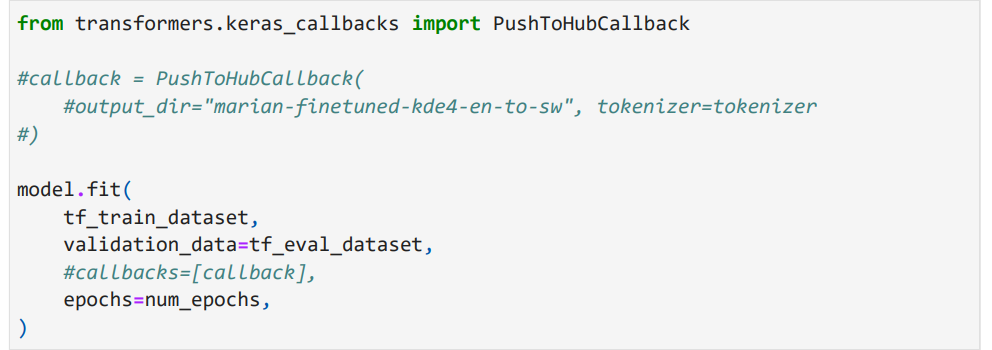 from transformers.keras_callbacks import PushToHubCallback
#callback = PushToHubCallback(
    #output_dir="marian-finetuned-kde4-en-to-sw", tokenizer=tokenizer
#)
model.fit(
    tf_train_dataset,
    validation_data=tf_eval_dataset,
    #callbacks=[callback],
    epochs=num_epochs,
)